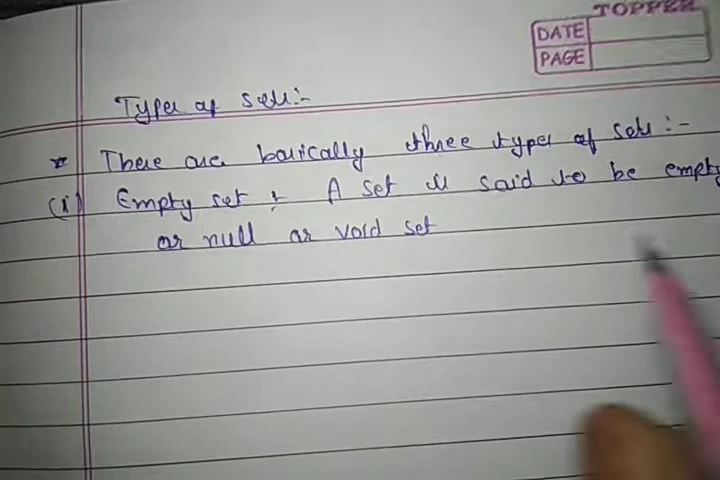 TOPPER
DATE
PAGE
Types of sets:-
* There are basically three types of sets:-
(i) Empty set : A set is said to be empty
or null or void set